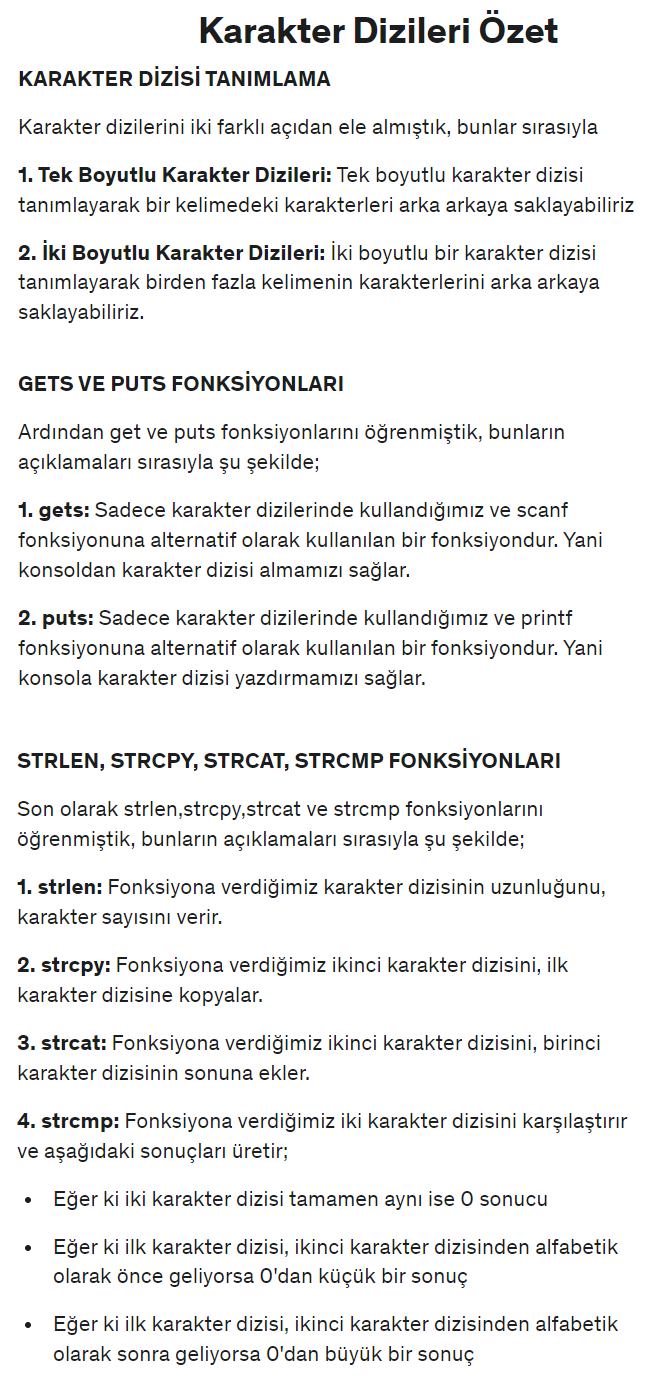 Karakter Dizileri Özet
KARAKTER DİZİSİ TANIMLAMA
Karakter dizilerini iki farklı açıdan ele almıştık, bunlar sırasıyla
1. Tek Boyutlu Karakter Dizileri: Tek boyutlu karakter dizisi
tanımlayarak bir kelimedeki karakterleri arka arkaya saklayabiliriz
2. İki Boyutlu Karakter Dizileri: İki boyutlu bir karakter dizisi
tanımlayarak birden fazla kelimenin karakterlerini arka arkaya
saklayabiliriz.
GETS VE PUTS FONKSİYONLARI
Ardından get ve puts fonksiyonlarını öğrenmiştik, bunların
açıklamaları sırasıyla şu şekilde;
1. gets: Sadece karakter dizilerinde kullandığımız ve scanf
fonksiyonuna alternatif olarak kullanılan bir fonksiyondur. Yani
konsoldan karakter dizisi almamızı sağlar.
2. puts: Sadece karakter dizilerinde kullandığımız ve printf
fonksiyonuna alternatif olarak kullanılan bir fonksiyondur. Yani
konsola karakter dizisi yazdırmamızı sağlar.
STRLEN, STRCPY, STRCAT, STRCMP FONKSİYONLARI
Son olarak strlen,strcpy,strcat ve strcmp fonksiyonlarını
öğrenmiştik, bunların açıklamaları sırasıyla şu şekilde;
1. strlen: Fonksiyona verdiğimiz karakter dizisinin uzunluğunu,
karakter sayısını verir.
2. strcpy: Fonksiyona verdiğimiz ikinci karakter dizisini, ilk
karakter dizisine kopyalar.
3. strcat: Fonksiyona verdiğimiz ikinci karakter dizisini, birinci
karakter dizisinin sonuna ekler.
4. strcmp: Fonksiyona verdiğimiz iki karakter dizisini karşılaştırır
ve aşağıdaki sonuçları üretir;
• Eğer ki iki karakter dizisi tamamen aynı ise 0 sonucu
• Eğer ki ilk karakter dizisi, ikinci karakter dizisinden alfabetik
olarak önce geliyorsa 0'dan küçük bir sonuç
• Eğer ki ilk karakter dizisi, ikinci karakter dizisinden alfabetik
olarak sonra geliyorsa 0'dan büyük bir sonuç